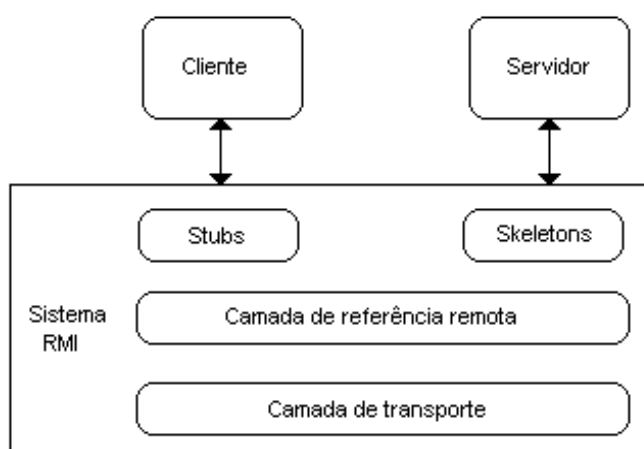 Cliente
Servidor
Stubs
Skeletons
Sistema
RMI
Camada de referência remota
Camada de transporte